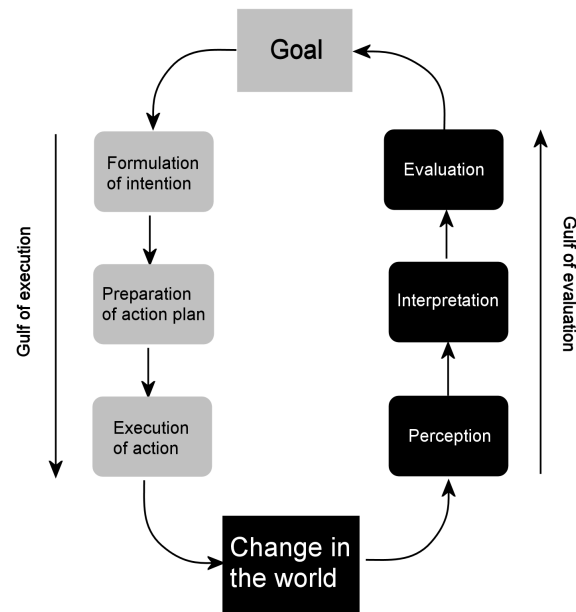 Goal
Formulation
of intention
Evaluation
Gulf of execution
Gulf of evaluation
Preparation
of action plan
Interpretation
Execution
of action
Perception
Change in
the world